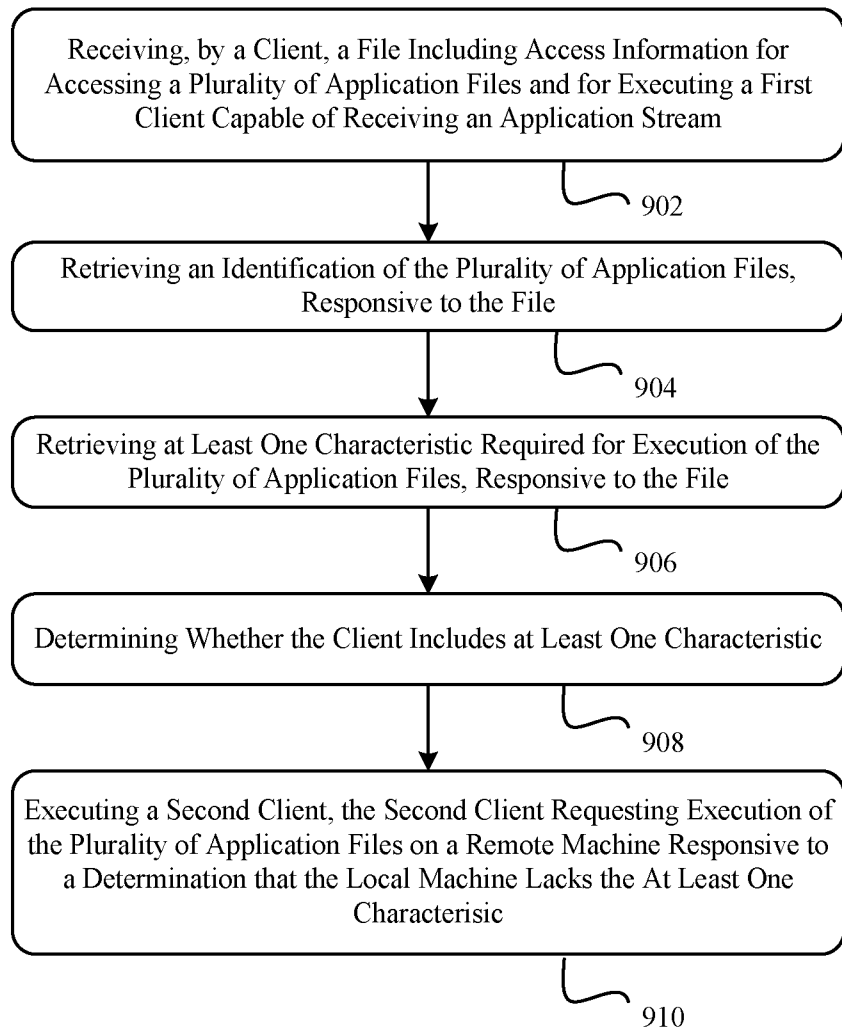 Receiving, by a Client, a File Including Access Information for
Accessing a Plurality of Application Files and for Executing a First
Client Capable of Receiving an Application Stream
902
Retrieving an Identification of the Plurality of Application Files,
Responsive to the File
904
Retrieving at Least One Characteristic Required for Execution of the
Plurality of Application Files, Responsive to the File
906
Determining Whether the Client Includes at Least One Characteristic
908
Executing a Second Client, the Second Client Requesting Execution of
the Plurality of Application Files on a Remote Machine Responsive to
a Determination that the Local Machine Lacks the At Least One
Characterisic
910